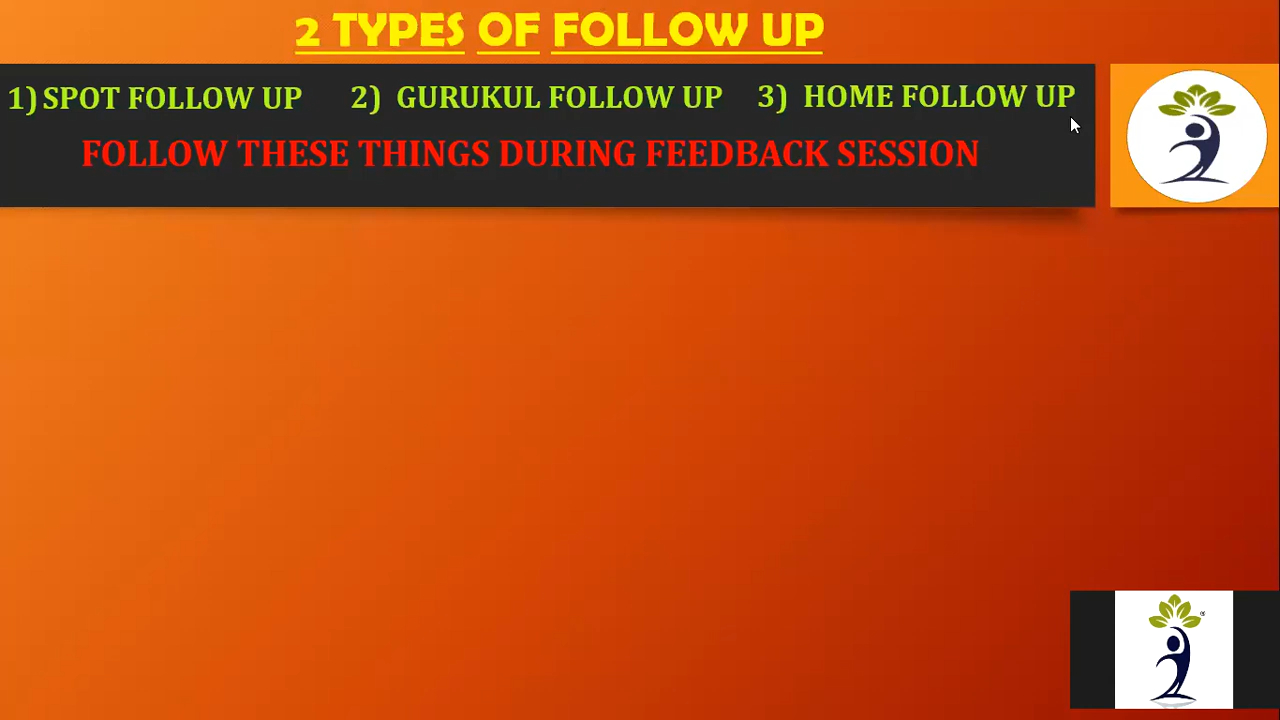 2 TYPES OF FOLLOW UP
1) SPOT FOLLOW UP 2) GURUKUL FOLLOW UP 3) HOME FOLLOW UP
FOLLOW THESE THINGS DURING FEEDBACK SESSION
®